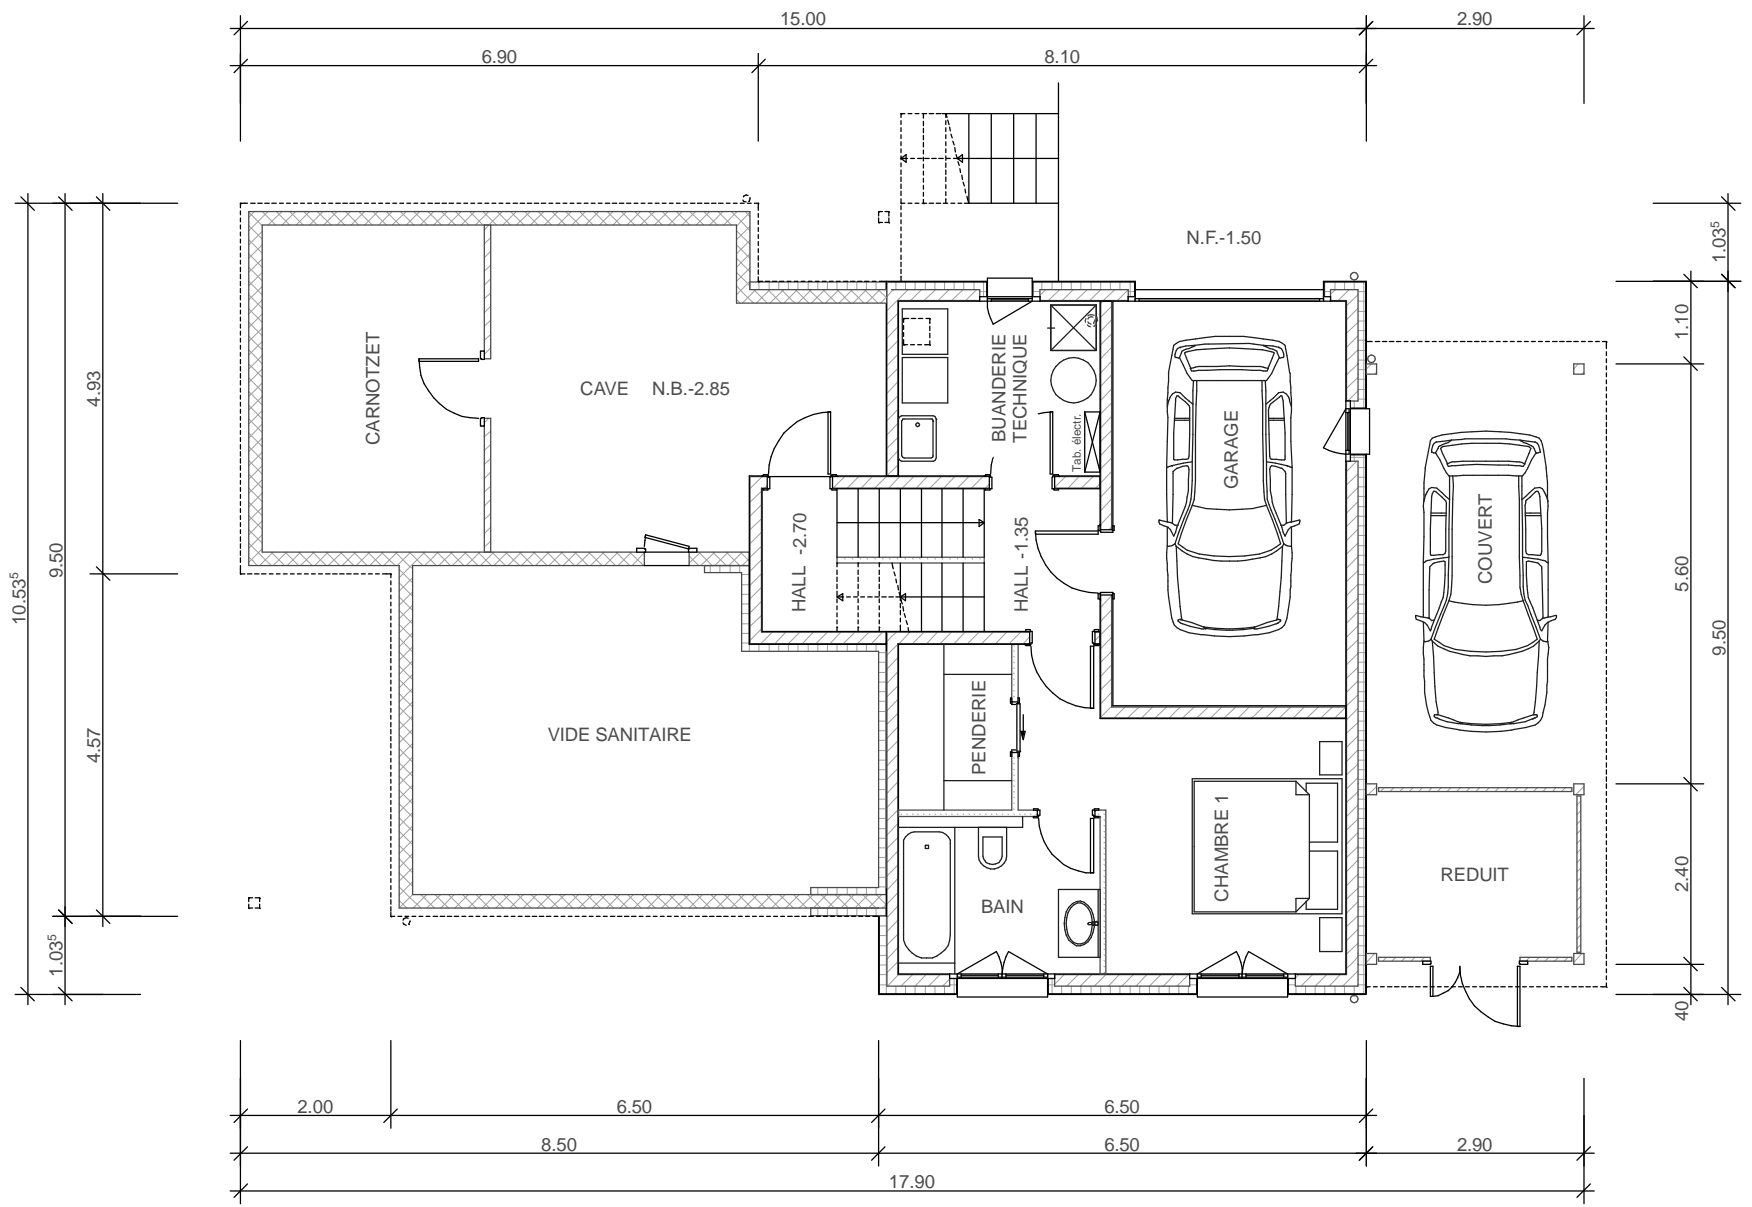 15.00
2.90
6.90
8.10
N.F.-1.50
1.03⁵
1.10
4.93
9.50
10.53⁵
CARNOTZET
CAVE N.B.-2.85
BUANDERIE
TECHNIQUE
Tab. électr.
GARAGE
COUVERT
5.60
9.50
HALL -2.70
HALL -1.35
4.57
VIDE SANITAIRE
PENDERIE
CHAMBRE 1
REDUIT
2.40
BAIN
1.03⁵
40
2.00
6.50
6.50
8.50
6.50
2.90
17.90